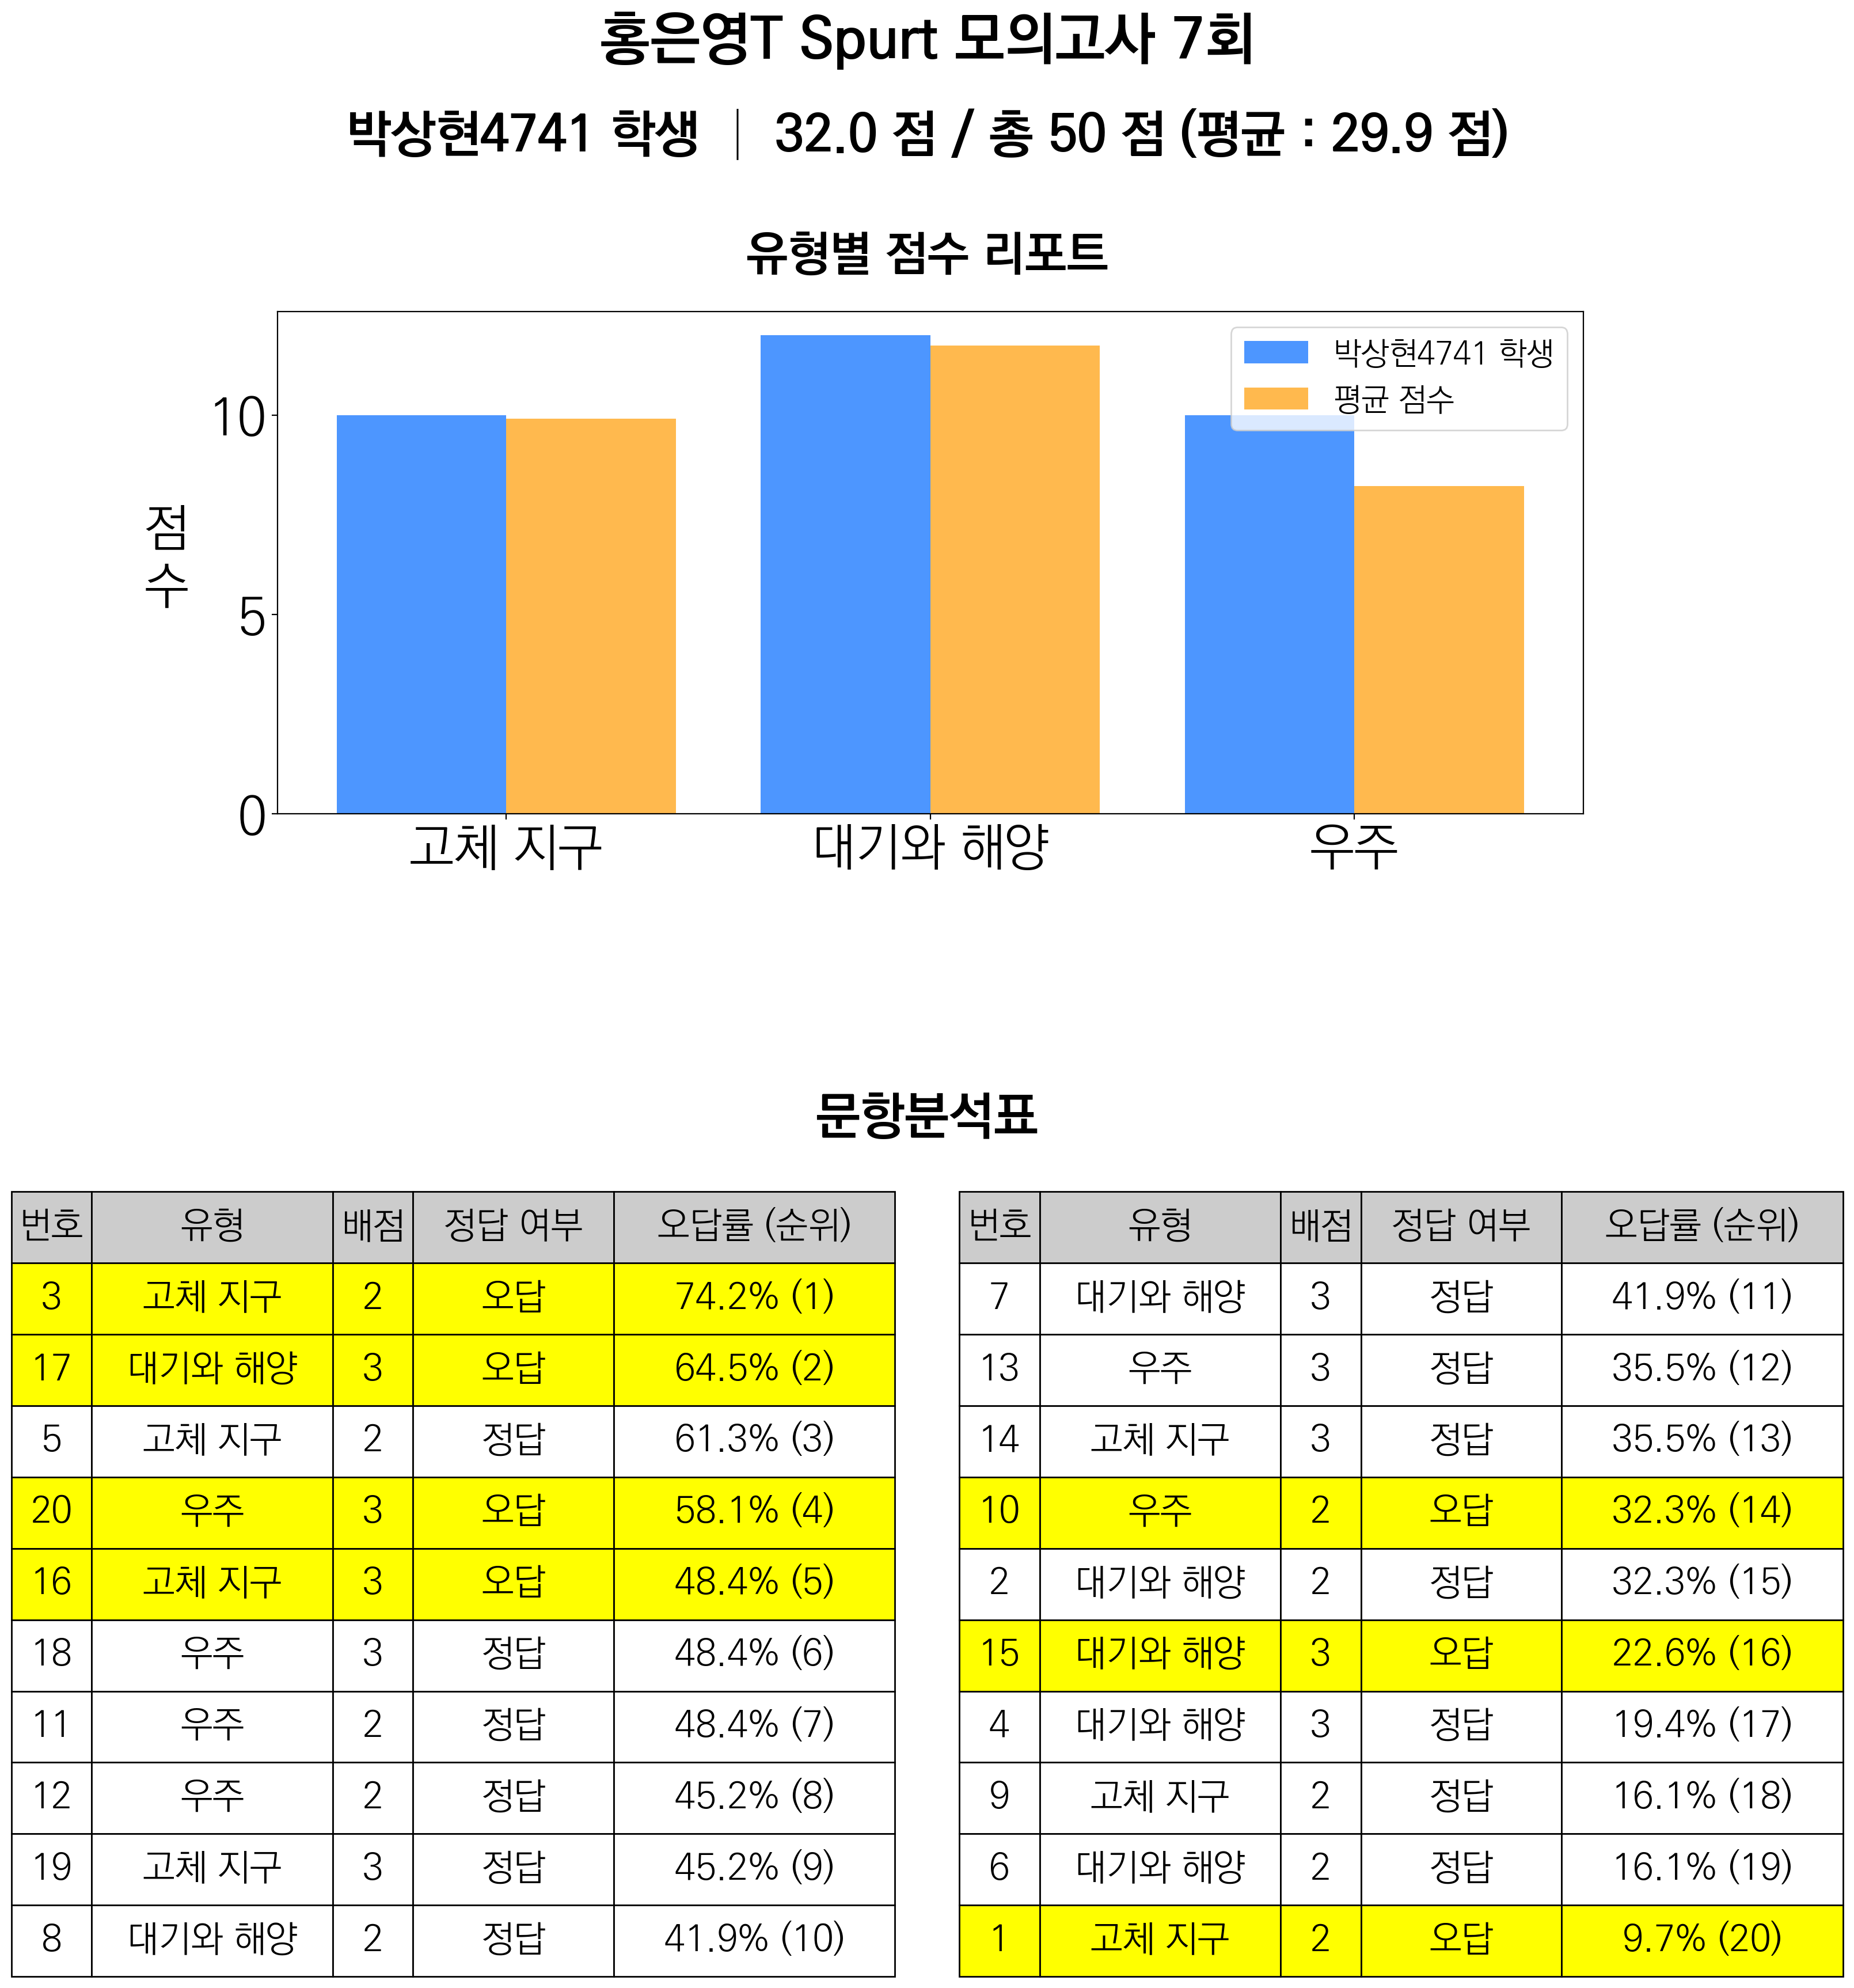 홍은영T Spurt 모의고사 7회
박상현4741 학생 | 32.0 점 / 총 50 점 (평균 : 29.9 점)
유형별 점수 리포트
박상현4741 학생
평균 점수
10
5
0
점
수
고체 지구 대기와 해양 우주
문항분석표
번호 유형 배점 정답 여부 오답률 (순위)
3 고체 지구 2 오답 74.2% (1)
17 대기와 해양 3 오답 64.5% (2)
5 고체 지구 2 정답 61.3% (3)
20 우주 3 오답 58.1% (4)
16 고체 지구 3 오답 48.4% (5)
18 우주 3 정답 48.4% (6)
11 우주 2 정답 48.4% (7)
12 우주 2 정답 45.2% (8)
19 고체 지구 3 정답 45.2% (9)
8 대기와 해양 2 정답 41.9% (10)
번호 유형 배점 정답 여부 오답률 (순위)
7 대기와 해양 3 정답 41.9% (11)
13 우주 3 정답 35.5% (12)
14 고체 지구 3 정답 35.5% (13)
10 우주 2 오답 32.3% (14)
2 대기와 해양 2 정답 32.3% (15)
15 대기와 해양 3 오답 22.6% (16)
4 대기와 해양 3 정답 19.4% (17)
9 고체 지구 2 정답 16.1% (18)
6 대기와 해양 2 정답 16.1% (19)
1 고체 지구 2 오답 9.7% (20)